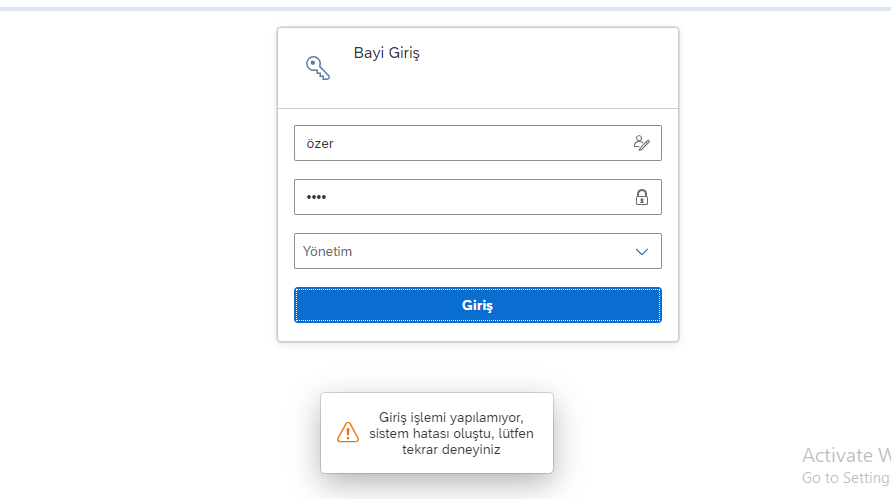 Bayi Giriş
özer
••••
Yönetim
Giriş
Giriş işlemi yapılamıyor,
sistem hatası oluştu, lütfen
tekrar deneyiniz
Activate W
Go to Setting